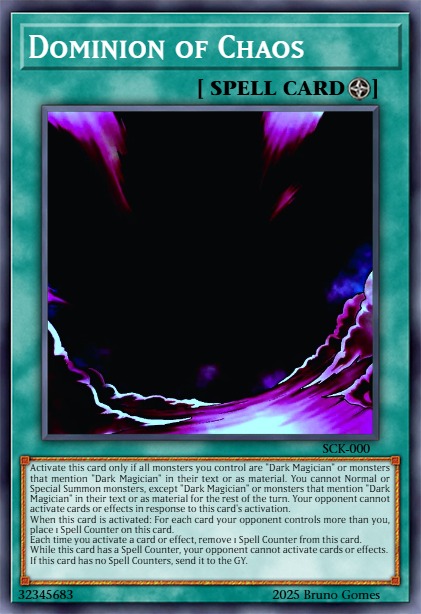 Dominion of Chaos
[ SPELL CARD ]
SCK-000
Activate this card only if all monsters you control are "Dark Magician" or monsters
that mention "Dark Magician" in their text or as material. You cannot Normal or
Special Summon monsters, except "Dark Magician" or monsters that mention "Dark
Magician" in their text or as material for the rest of the turn. Your opponent cannot
activate cards or effects in response to this card's activation.
When this card is activated: For each card your opponent controls more than you,
place 1 Spell Counter on this card.
Each time you activate a card or effect, remove 1 Spell Counter from this card.
While this card has a Spell Counter, your opponent cannot activate cards or effects.
If this card has no Spell Counters, send it to the GY.
32345683
2025 Bruno Gomes